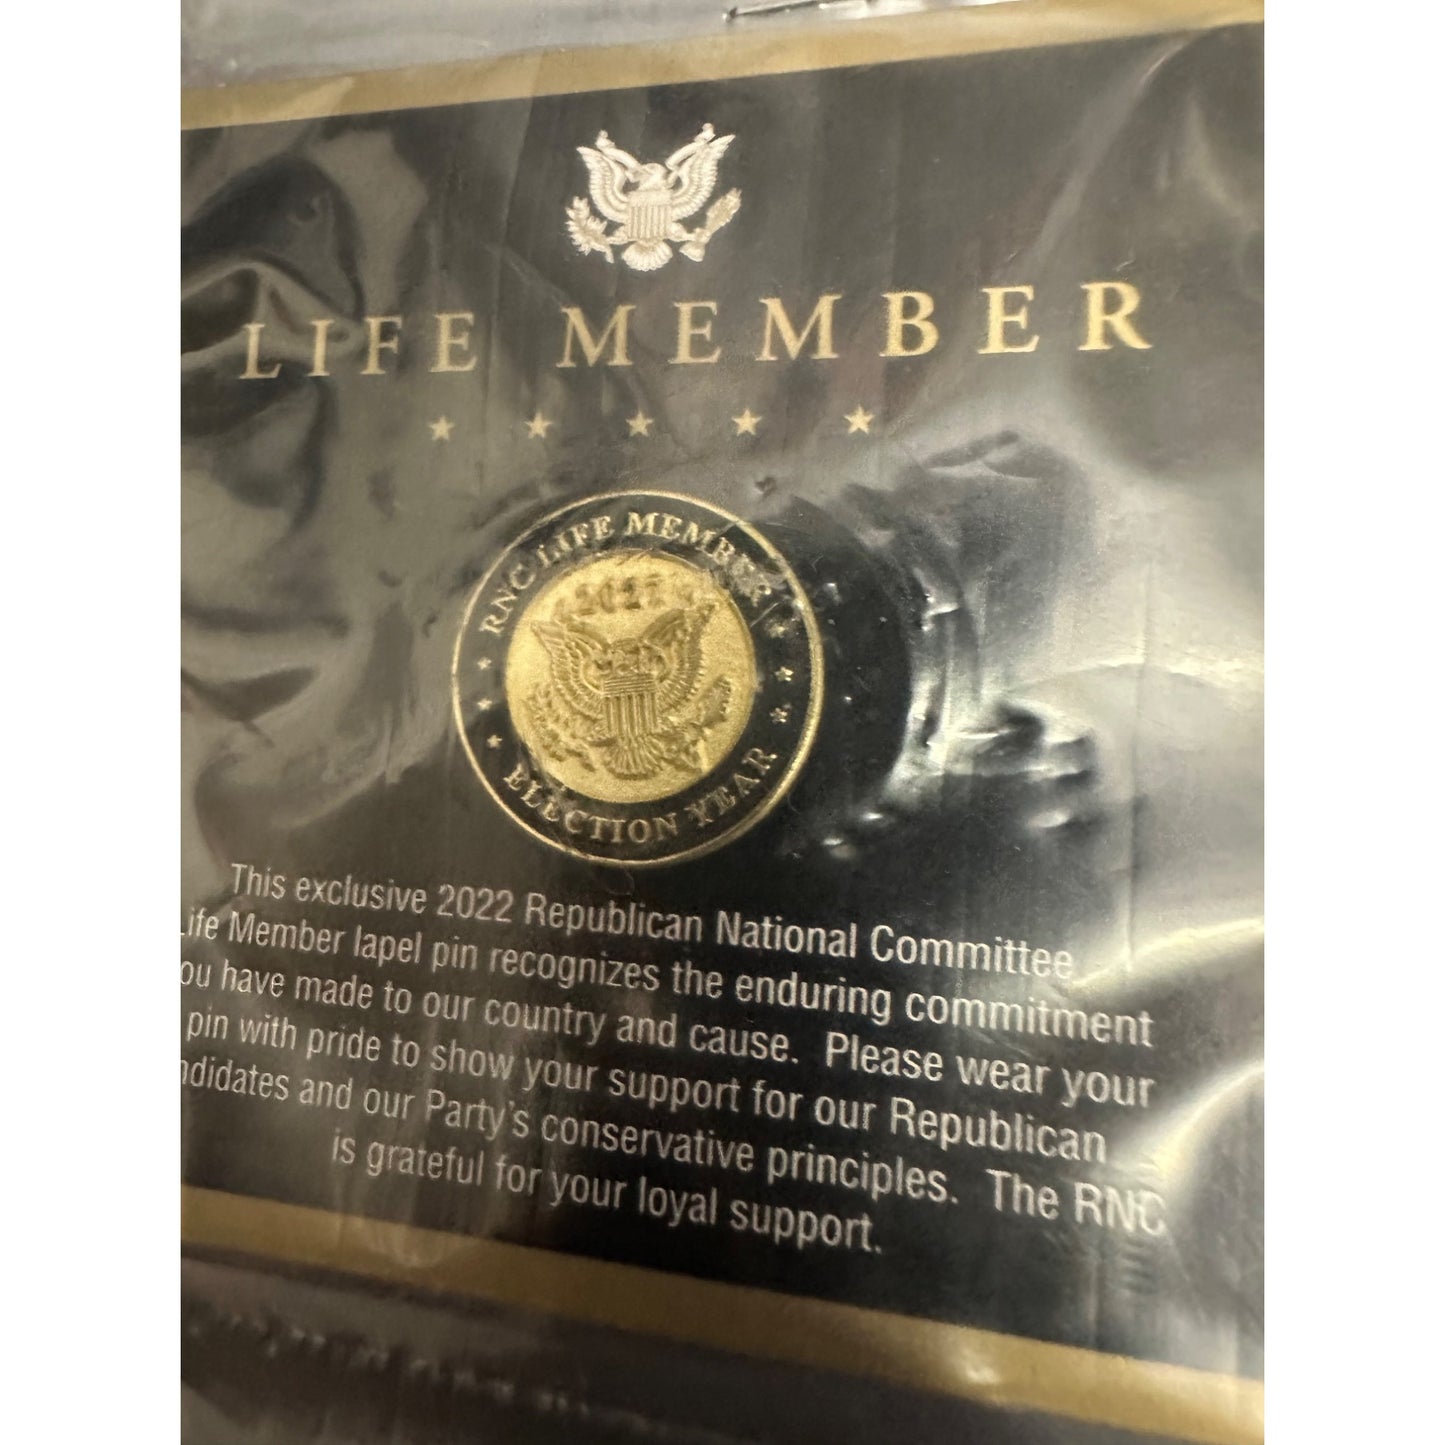 LIFE MEMBER
RNC LIFE MEMBER
ELECTION YEAR
This exclusive 2022 Republican National Committee
ife Member lapel pin recognizes the enduring commitment
ou have made to our country and cause. Please wear your
pin with pride to show your support for our Republican
ndidates and our Party's conservative principles. The RNC
is grateful for your loyal support.